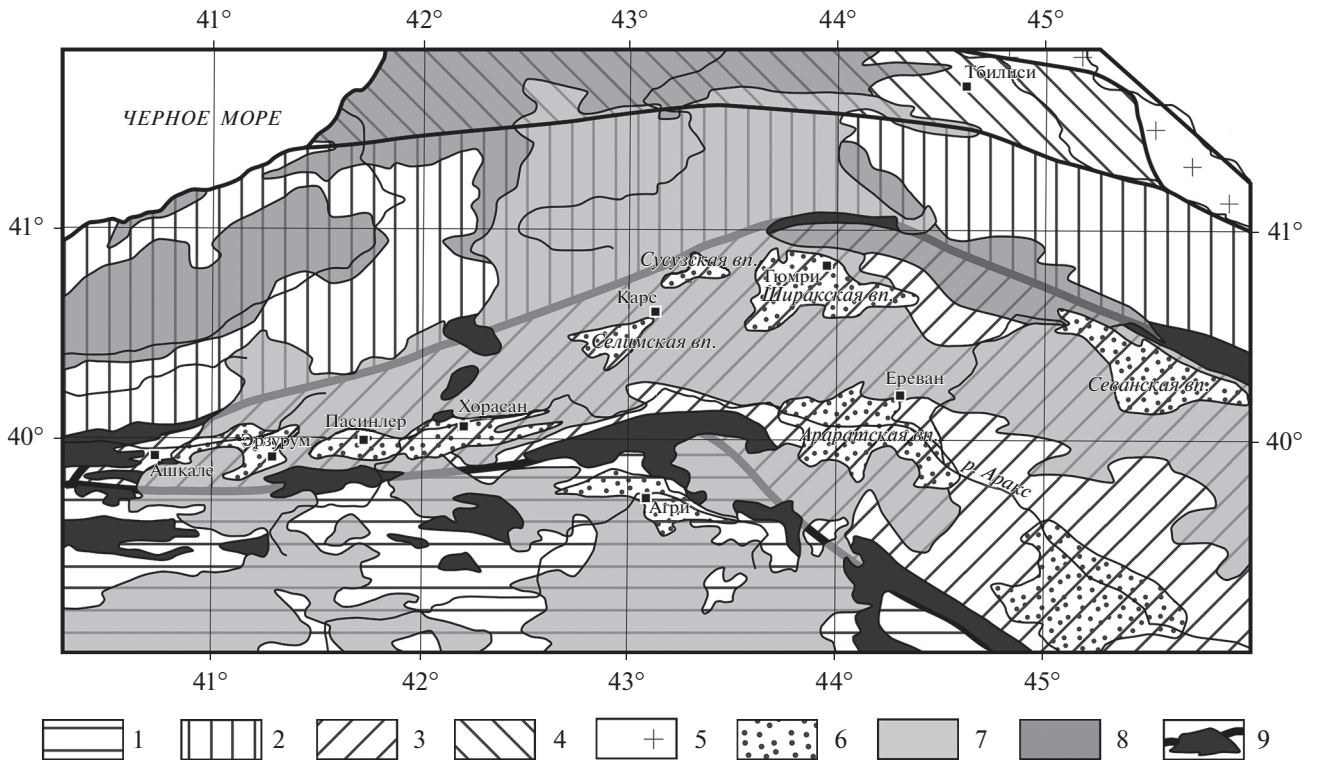 41° 42° 43° 44° 45°
Тбилиси
ЧЕРНОЕ МОРЕ
41° 41°
Сусузская вп.
Гюмри
Карс
Ширакская вп.
Селимская вп.
Ереван
Севанская вп.
Хорасан
Пасинлер
40° 40°
Эрзурум
Араратская вп.
Ашкале
р. Аракс
Агри
41° 42° 43° 44° 45°
1 2 3 4 5 6 7 8 9